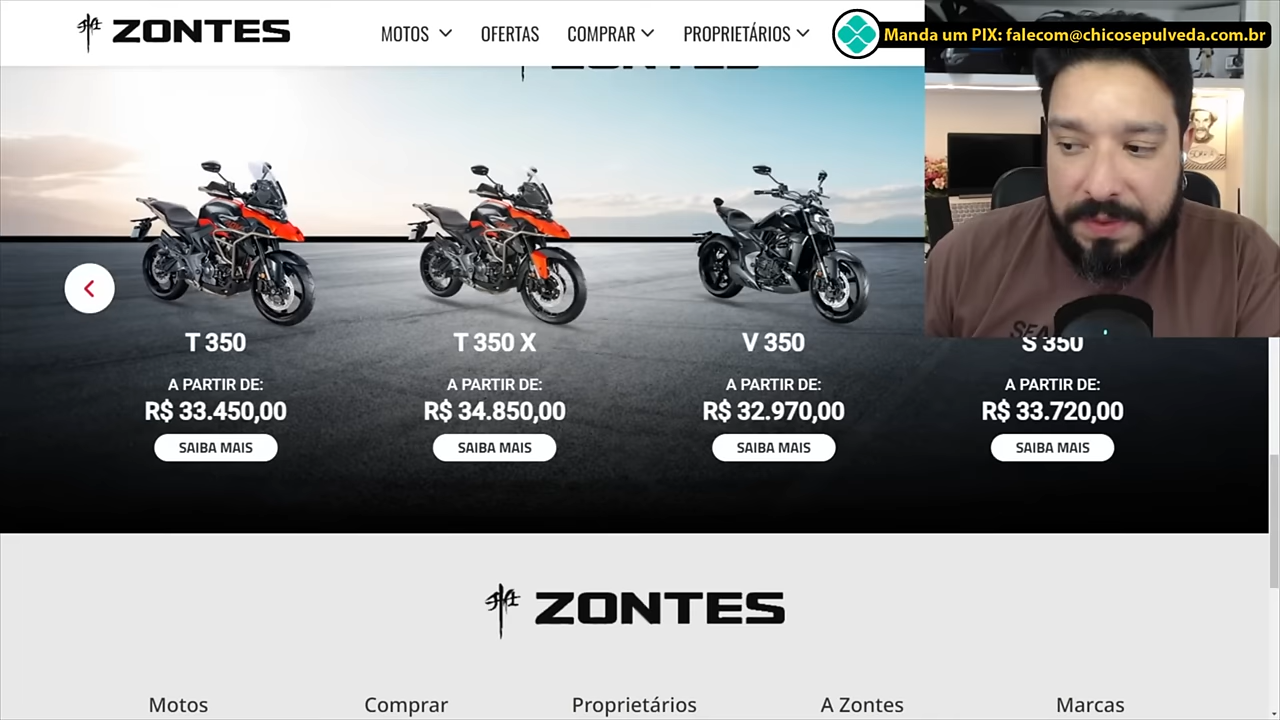 ZONTES
MOTOS
OFERTAS
COMPRAR
PROPRIETÁRIOS
Manda um PIX: falecom@chicosepulveda.com.br
T 350
A PARTIR DE:
R$ 33.450,00
SAIBA MAIS
T 350 X
A PARTIR DE:
R$ 34.850,00
SAIBA MAIS
V 350
A PARTIR DE:
R$ 32.970,00
SAIBA MAIS
S 350
A PARTIR DE:
R$ 33.720,00
SAIBA MAIS
ZONTES
Motos
Comprar
Proprietários
A Zontes
Marcas